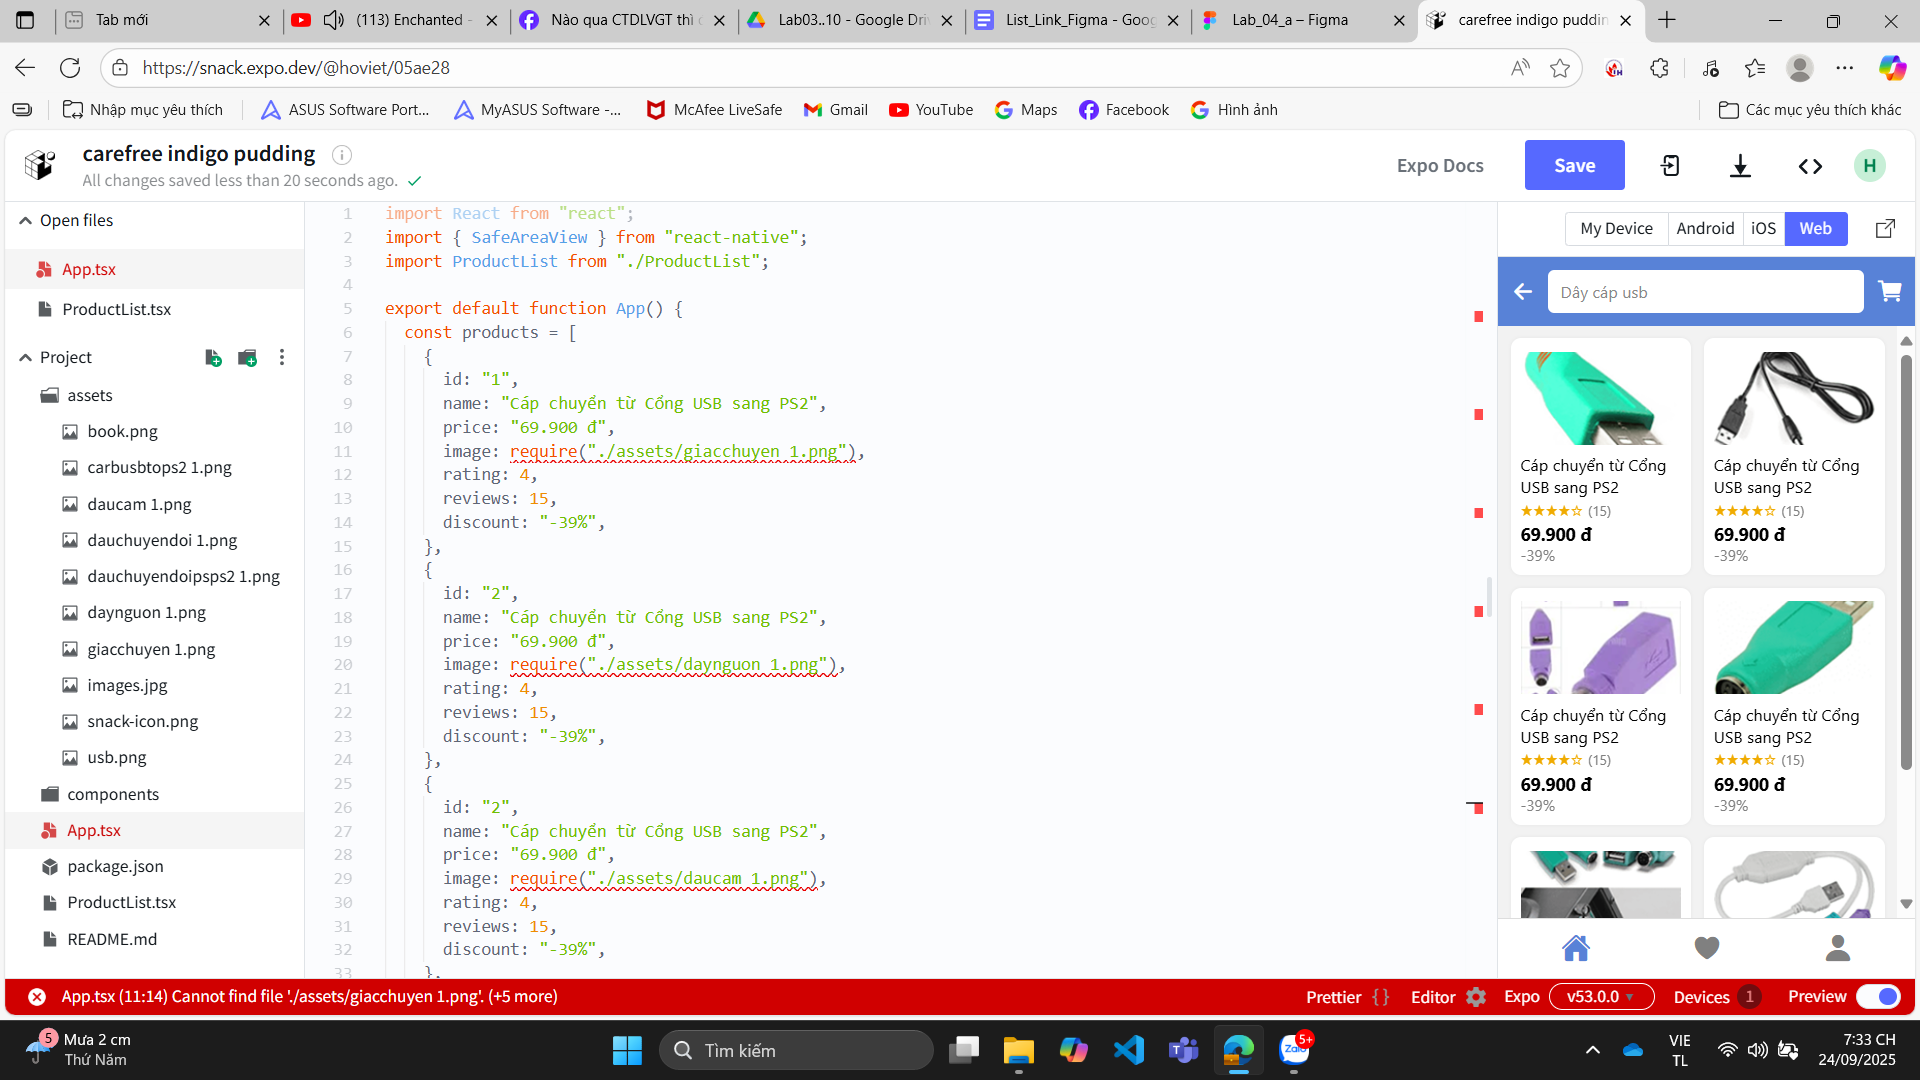 Tab mới
(113) Enchanted -
Nào qua CTDLVGT thì
Lab03..10 - Google Dri
List_Link_Figma - Goog
Lab_04_a – Figma
carefree indigo puddin
https://snack.expo.dev/@hoviet/05ae28
Nhập mục yêu thích
ASUS Software Port...
MyASUS Software -...
McAfee LiveSafe
Gmail
YouTube
Maps
Facebook
Hình ảnh
Các mục yêu thích khác
carefree indigo pudding
All changes saved less than 20 seconds ago.
Expo Docs
Save
H
Open files
App.tsx
ProductList.tsx
Project
assets
book.png
carbusbtops2 1.png
daucam 1.png
dauchuyendoi 1.png
dauchuyendoipsps2 1.png
daynguon 1.png
giacchuyen 1.png
images.jpg
snack-icon.png
usb.png
components
App.tsx
package.json
ProductList.tsx
README.md
1 import React from "react";
2 import { SafeAreaView } from "react-native";
3 import ProductList from "./ProductList";
4
5 export default function App() {
6 const products = [
7 {
8 id: "1",
9 name: "Cáp chuyển từ Cổng USB sang PS2",
10 price: "69.900 đ",
11 image: require("./assets/giacchuyen 1.png"),
12 rating: 4,
13 reviews: 15,
14 discount: "-39%",
15 },
16 {
17 id: "2",
18 name: "Cáp chuyển từ Cổng USB sang PS2",
19 price: "69.900 đ",
20 image: require("./assets/daynguon 1.png"),
21 rating: 4,
22 reviews: 15,
23 discount: "-39%",
24 },
25 {
26 id: "2",
27 name: "Cáp chuyển từ Cổng USB sang PS2",
28 price: "69.900 đ",
29 image: require("./assets/daucam 1.png"),
30 rating: 4,
31 reviews: 15,
32 discount: "-39%",
33 },
My Device
Android
iOS
Web
Dây cáp usb
Cáp chuyển từ Cổng
USB sang PS2
★★★★☆ (15)
69.900 đ
-39%
Cáp chuyển từ Cổng
USB sang PS2
★★★★☆ (15)
69.900 đ
-39%
Cáp chuyển từ Cổng
USB sang PS2
★★★★☆ (15)
69.900 đ
-39%
Cáp chuyển từ Cổng
USB sang PS2
★★★★☆ (15)
69.900 đ
-39%
App.tsx (11:14) Cannot find file './assets/giacchuyen 1.png'. (+5 more)
Prettier { }
Editor
Expo
v53.0.0
Devices 1
Preview
5
Mưa 2 cm
Thứ Năm
Tìm kiếm
Zalo
5+
VIE
TL
7:33 CH
24/09/2025